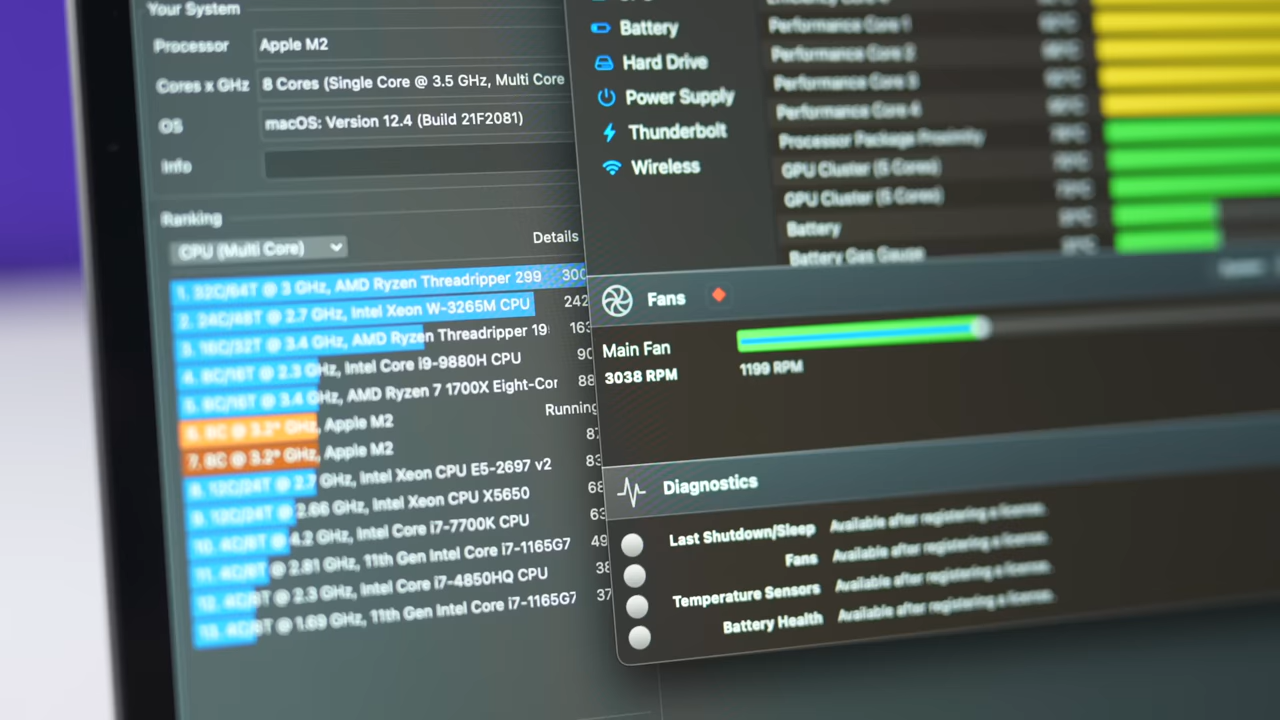 Your System
Processor
Apple M2
Cores x GHz
8 Cores (Single Core @ 3.5 GHz, Multi Core
OS
macOS: Version 12.4 (Build 21F2081)
Info
Ranking
CPU (Multi Core)
Details
1. 32C/64T @ 3 GHz, AMD Ryzen Threadripper 299 300
2. 24C/48T @ 2.7 GHz, Intel Xeon W-3265M CPU 242
3. 16C/32T @ 3.4 GHz, AMD Ryzen Threadripper 19 163
4. 8C/16T @ 2.3 GHz, Intel Core i9-9880H CPU 90
5. 8C/16T @ 3.4 GHz, AMD Ryzen 7 1700X Eight-Cor 88
6. 8C @ 3.2* GHz, Apple M2 Running
7. 8C @ 3.2* GHz, Apple M2 87
8. 12C/24T @ 2.7 GHz, Intel Xeon CPU E5-2697 v2 83
9. 12C/24T @ 2.66 GHz, Intel Xeon CPU X5650 68
10. 4C/8T @ 4.2 GHz, Intel Core i7-7700K CPU 63
11. 4C/8T @ 2.81 GHz, 11th Gen Intel Core i7-1165G7 49
12. 4C/8T @ 2.3 GHz, Intel Core i7-4850HQ CPU 38
13. 4C/8T @ 1.69 GHz, 11th Gen Intel Core i7-1165G7 37
Battery
Hard Drive
Power Supply
Thunderbolt
Wireless
Performance Core 1
Performance Core 2
Performance Core 3
Performance Core 4
Processor Package Proximity
GPU Cluster (5 Cores)
GPU Cluster (5 Cores)
Battery
Battery Gas Gauge
Fans
Main Fan
3038 RPM
1199 RPM
Diagnostics
Last Shutdown/Sleep Available after registering a license.
Fans Available after registering a license.
Temperature Sensors Available after registering a license.
Battery Health Available after registering a license.